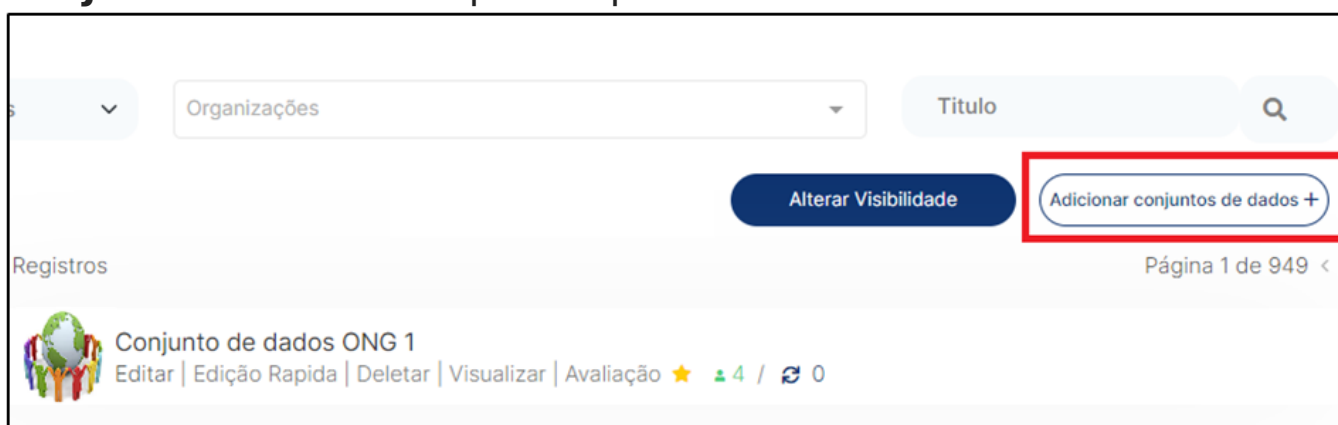 Organizações
Titulo
Alterar Visibilidade
Adicionar conjuntos de dados +
Registros
Página 1 de 949 <
Conjunto de dados ONG 1
Editar | Edição Rapida | Deletar | Visualizar | Avaliação 4 / 0